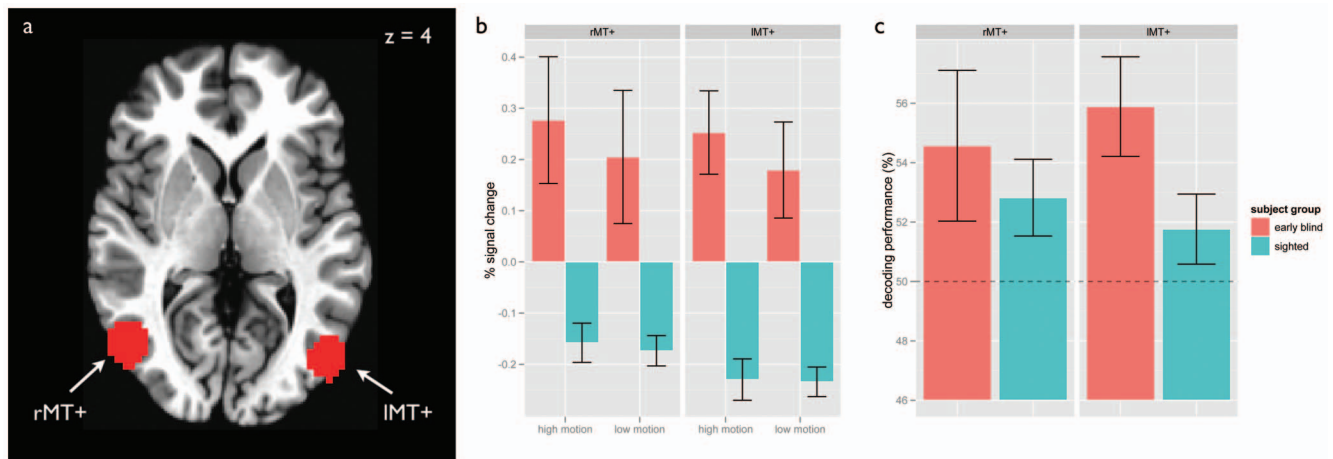 a
z = 4
rMT+
lMT+
b
rMT+ lMT+
% signal change
0.4
0.3
0.2
0.1
0.0
-0.1
-0.2
high motion low motion high motion low motion
c
rMT+ lMT+
decoding performance (%)
56
54
52
50
48
46
subject group
early blind
sighted